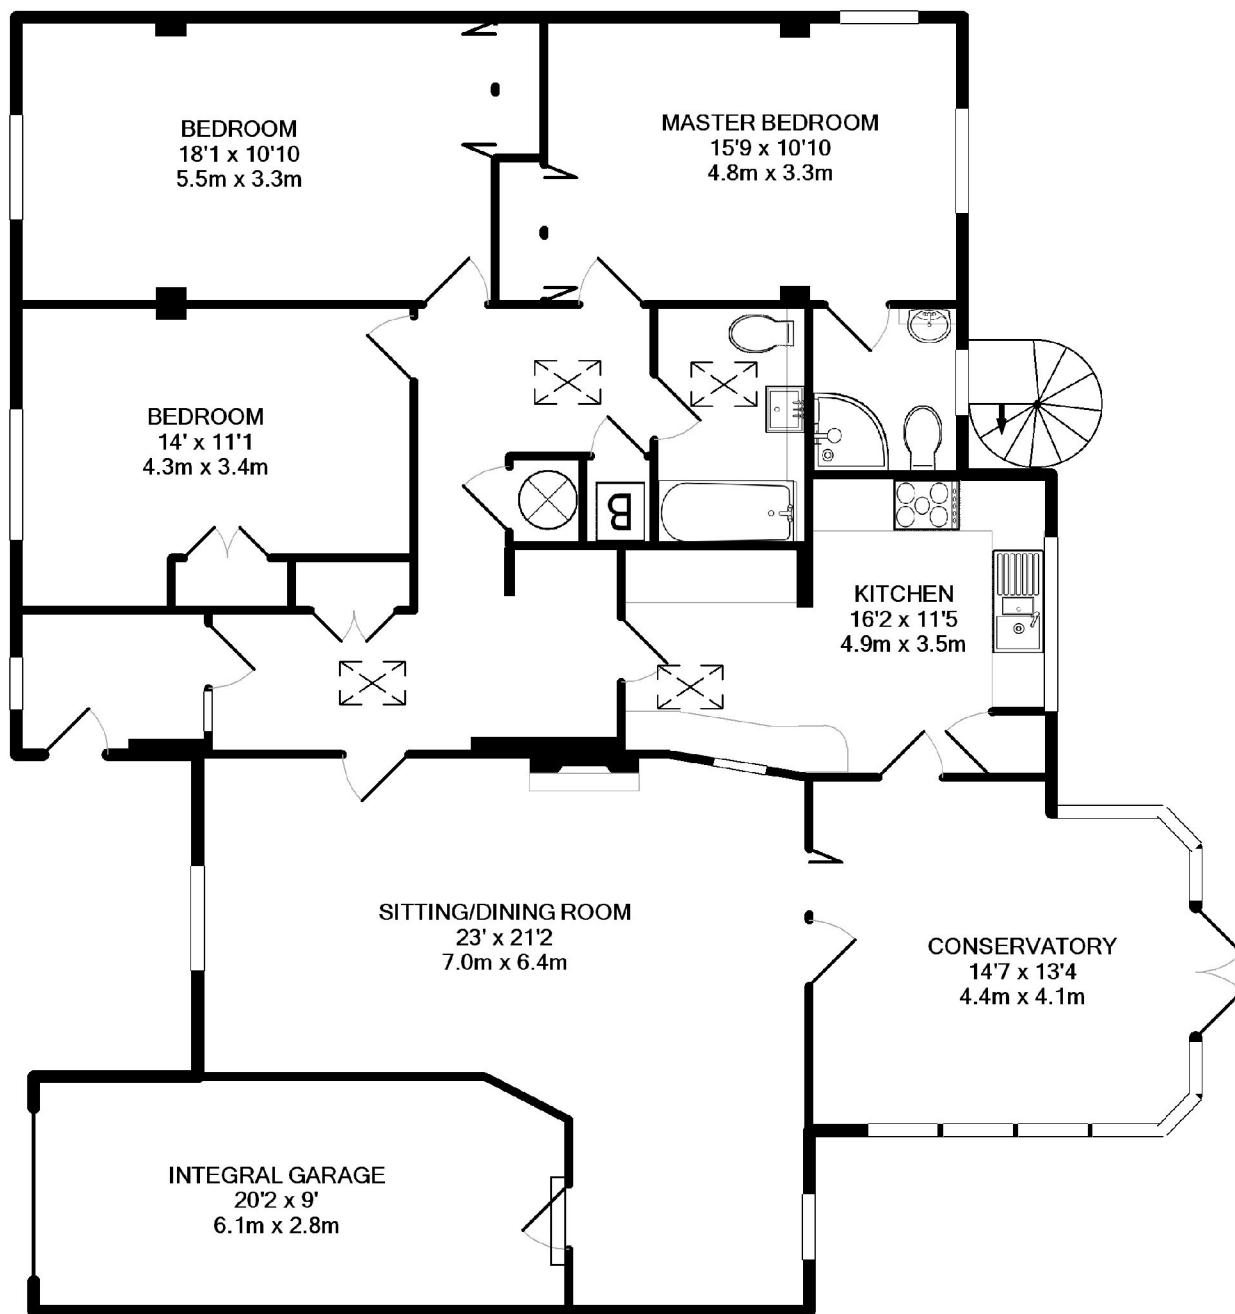 BEDROOM
18'1 x 10'10
5.5m x 3.3m
MASTER BEDROOM
15'9 x 10'10
4.8m x 3.3m
BEDROOM
14' x 11'1
4.3m x 3.4m
B
KITCHEN
16'2 x 11'5
4.9m x 3.5m
SITTING/DINING ROOM
23' x 21'2
7.0m x 6.4m
CONSERVATORY
14'7 x 13'4
4.4m x 4.1m
INTEGRAL GARAGE
20'2 x 9'
6.1m x 2.8m